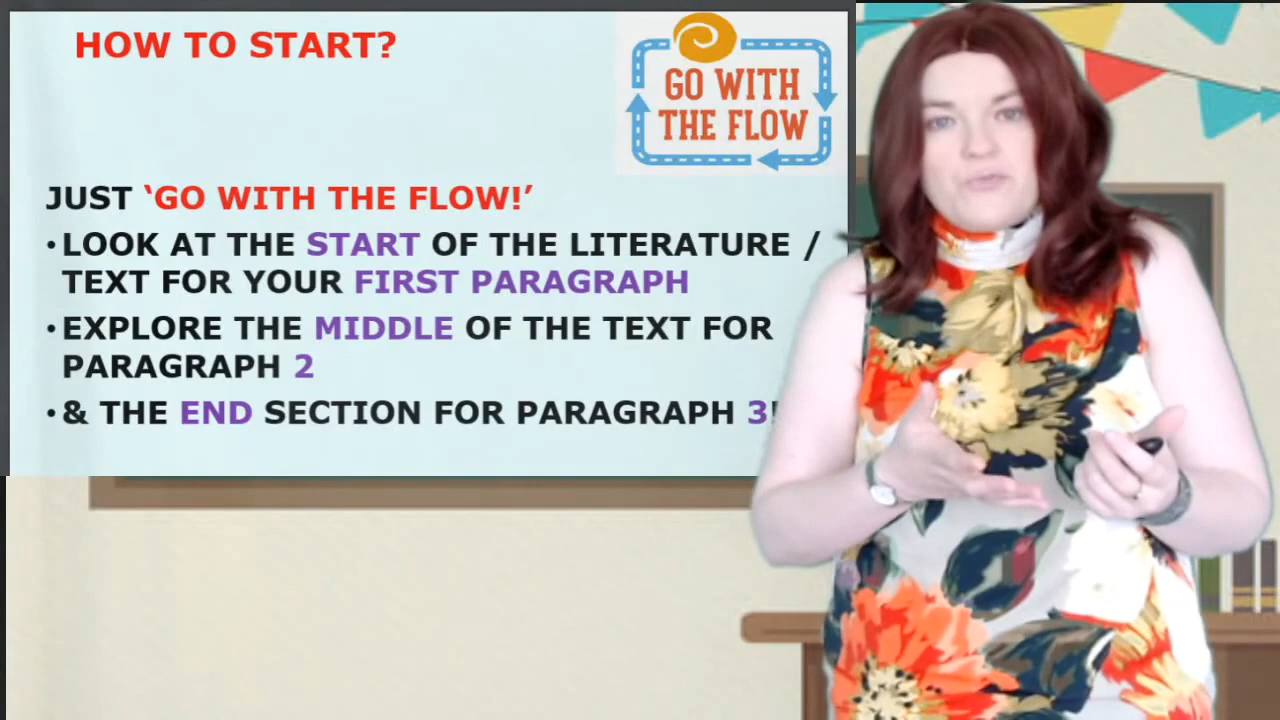 HOW TO START?
GO WITH
THE FLOW
JUST ‘GO WITH THE FLOW!’
• LOOK AT THE START OF THE LITERATURE /
TEXT FOR YOUR FIRST PARAGRAPH
• EXPLORE THE MIDDLE OF THE TEXT FOR
PARAGRAPH 2
• & THE END SECTION FOR PARAGRAPH 3!